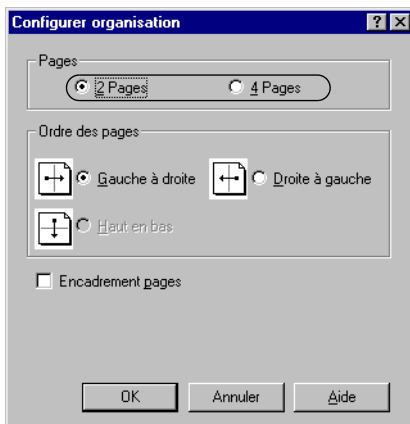 Configurer organisation
Pages
2 Pages 4 Pages
Ordre des pages
Gauche à droite Droite à gauche
Haut en bas
Encadrement pages
OK Annuler Aide